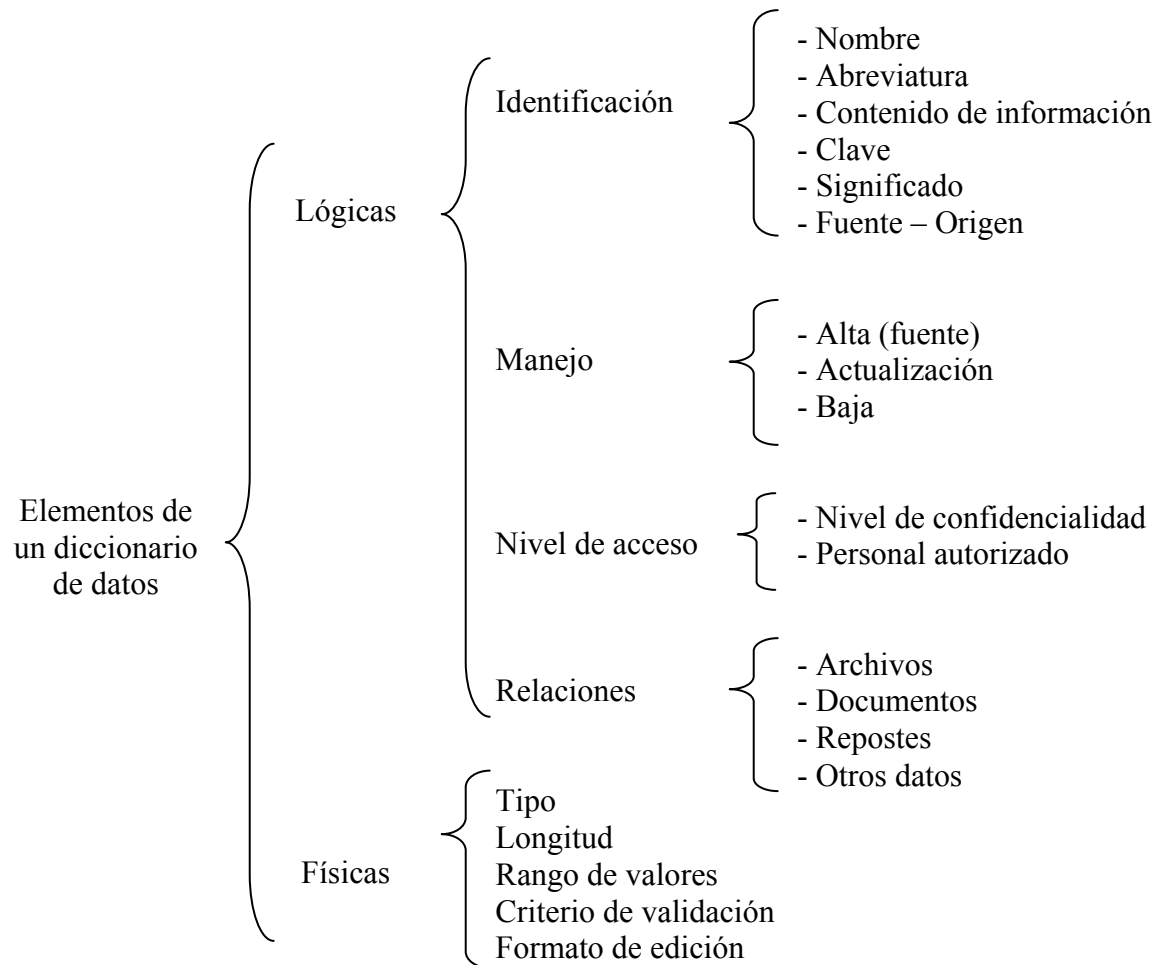 Elementos de
un diccionario
de datos
Lógicas
Identificación
- Nombre
- Abreviatura
- Contenido de información
- Clave
- Significado
- Fuente – Origen
Manejo
- Alta (fuente)
- Actualización
- Baja
Nivel de acceso
- Nivel de confidencialidad
- Personal autorizado
Relaciones
- Archivos
- Documentos
- Repostes
- Otros datos
Físicas
Tipo
Longitud
Rango de valores
Criterio de validación
Formato de edición